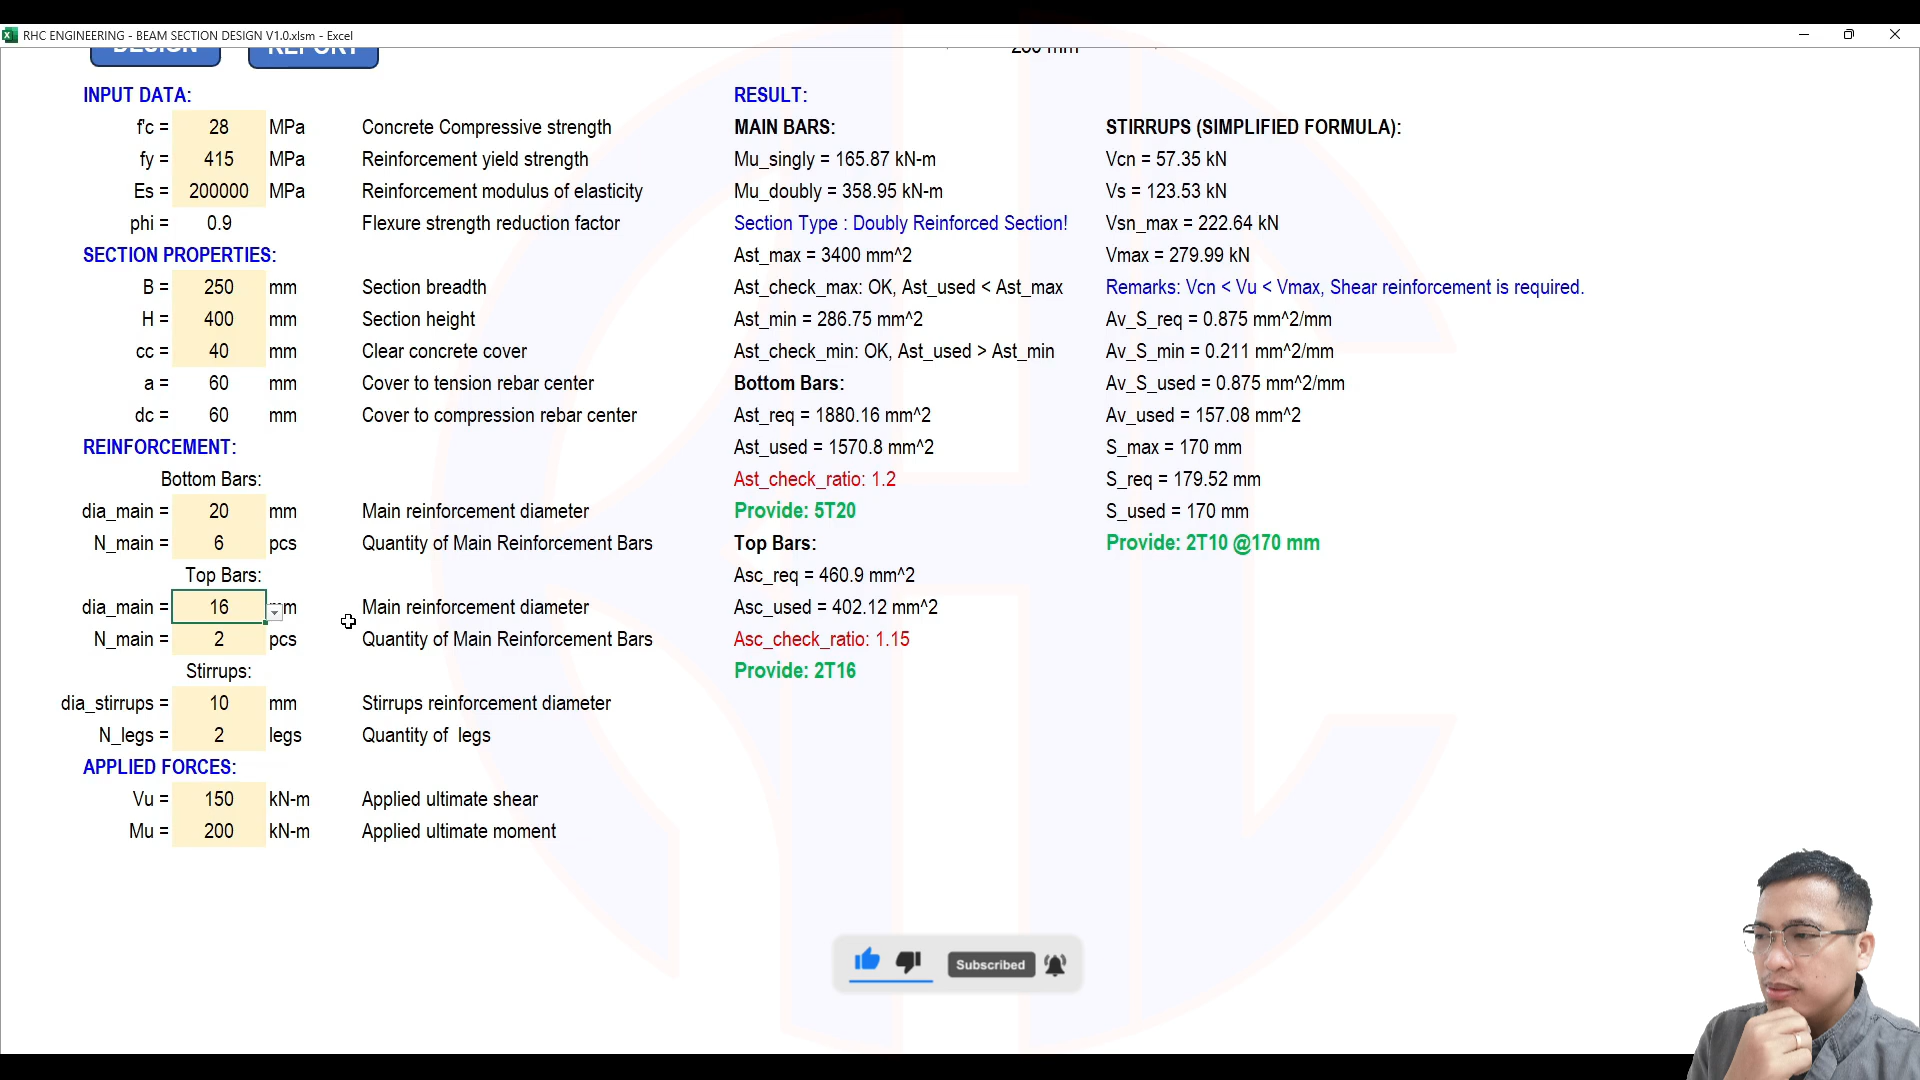 RHC ENGINEERING - BEAM SECTION DESIGN V1.0.xlsm - Excel
DESIGN
REPORT
250 mm
INPUT DATA:
f'c = 28 MPa Concrete Compressive strength
fy = 415 MPa Reinforcement yield strength
Es = 200000 MPa Reinforcement modulus of elasticity
phi = 0.9 Flexure strength reduction factor
SECTION PROPERTIES:
B = 250 mm Section breadth
H = 400 mm Section height
cc = 40 mm Clear concrete cover
a = 60 mm Cover to tension rebar center
dc = 60 mm Cover to compression rebar center
REINFORCEMENT:
Bottom Bars:
dia_main = 20 mm Main reinforcement diameter
N_main = 6 pcs Quantity of Main Reinforcement Bars
Top Bars:
dia_main = 16 mm Main reinforcement diameter
N_main = 2 pcs Quantity of Main Reinforcement Bars
Stirrups:
dia_stirrups = 10 mm Stirrups reinforcement diameter
N_legs = 2 legs Quantity of legs
APPLIED FORCES:
Vu = 150 kN-m Applied ultimate shear
Mu = 200 kN-m Applied ultimate moment
RESULT:
MAIN BARS:
Mu_singly = 165.87 kN-m
Mu_doubly = 358.95 kN-m
Section Type : Doubly Reinforced Section!
Ast_max = 3400 mm^2
Ast_check_max: OK, Ast_used < Ast_max
Ast_min = 286.75 mm^2
Ast_check_min: OK, Ast_used > Ast_min
Bottom Bars:
Ast_req = 1880.16 mm^2
Ast_used = 1570.8 mm^2
Ast_check_ratio: 1.2
Provide: 5T20
Top Bars:
Asc_req = 460.9 mm^2
Asc_used = 402.12 mm^2
Asc_check_ratio: 1.15
Provide: 2T16
STIRRUPS (SIMPLIFIED FORMULA):
Vcn = 57.35 kN
Vs = 123.53 kN
Vsn_max = 222.64 kN
Vmax = 279.99 kN
Remarks: Vcn < Vu < Vmax, Shear reinforcement is required.
Av_S_req = 0.875 mm^2/mm
Av_S_min = 0.211 mm^2/mm
Av_S_used = 0.875 mm^2/mm
Av_used = 157.08 mm^2
S_max = 170 mm
S_req = 179.52 mm
S_used = 170 mm
Provide: 2T10 @170 mm
Subscribed